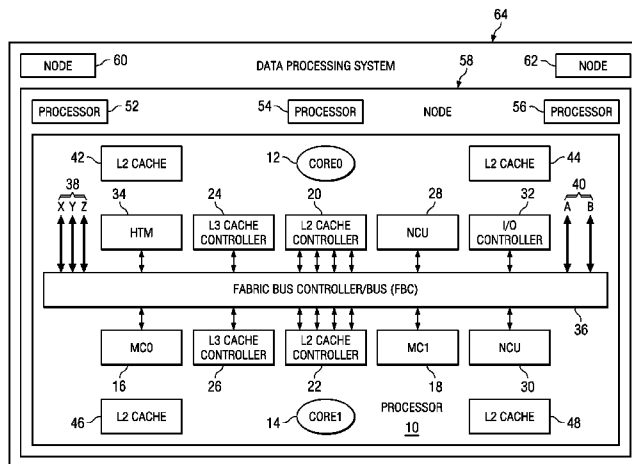 64
NODE 60 DATA PROCESSING SYSTEM 62 NODE
58
PROCESSOR 52 54 PROCESSOR NODE 56 PROCESSOR
42 L2 CACHE 12 CORE0 L2 CACHE 44
38 34 24 20 28 32 40
X Y Z HTM L3 CACHE CONTROLLER L2 CACHE CONTROLLER NCU I/O CONTROLLER A B
FABRIC BUS CONTROLLER/BUS (FBC)
36
MC0 L3 CACHE CONTROLLER L2 CACHE CONTROLLER MC1 NCU
16 26 22 18 30
46 L2 CACHE 14 CORE1 PROCESSOR 10 L2 CACHE 48